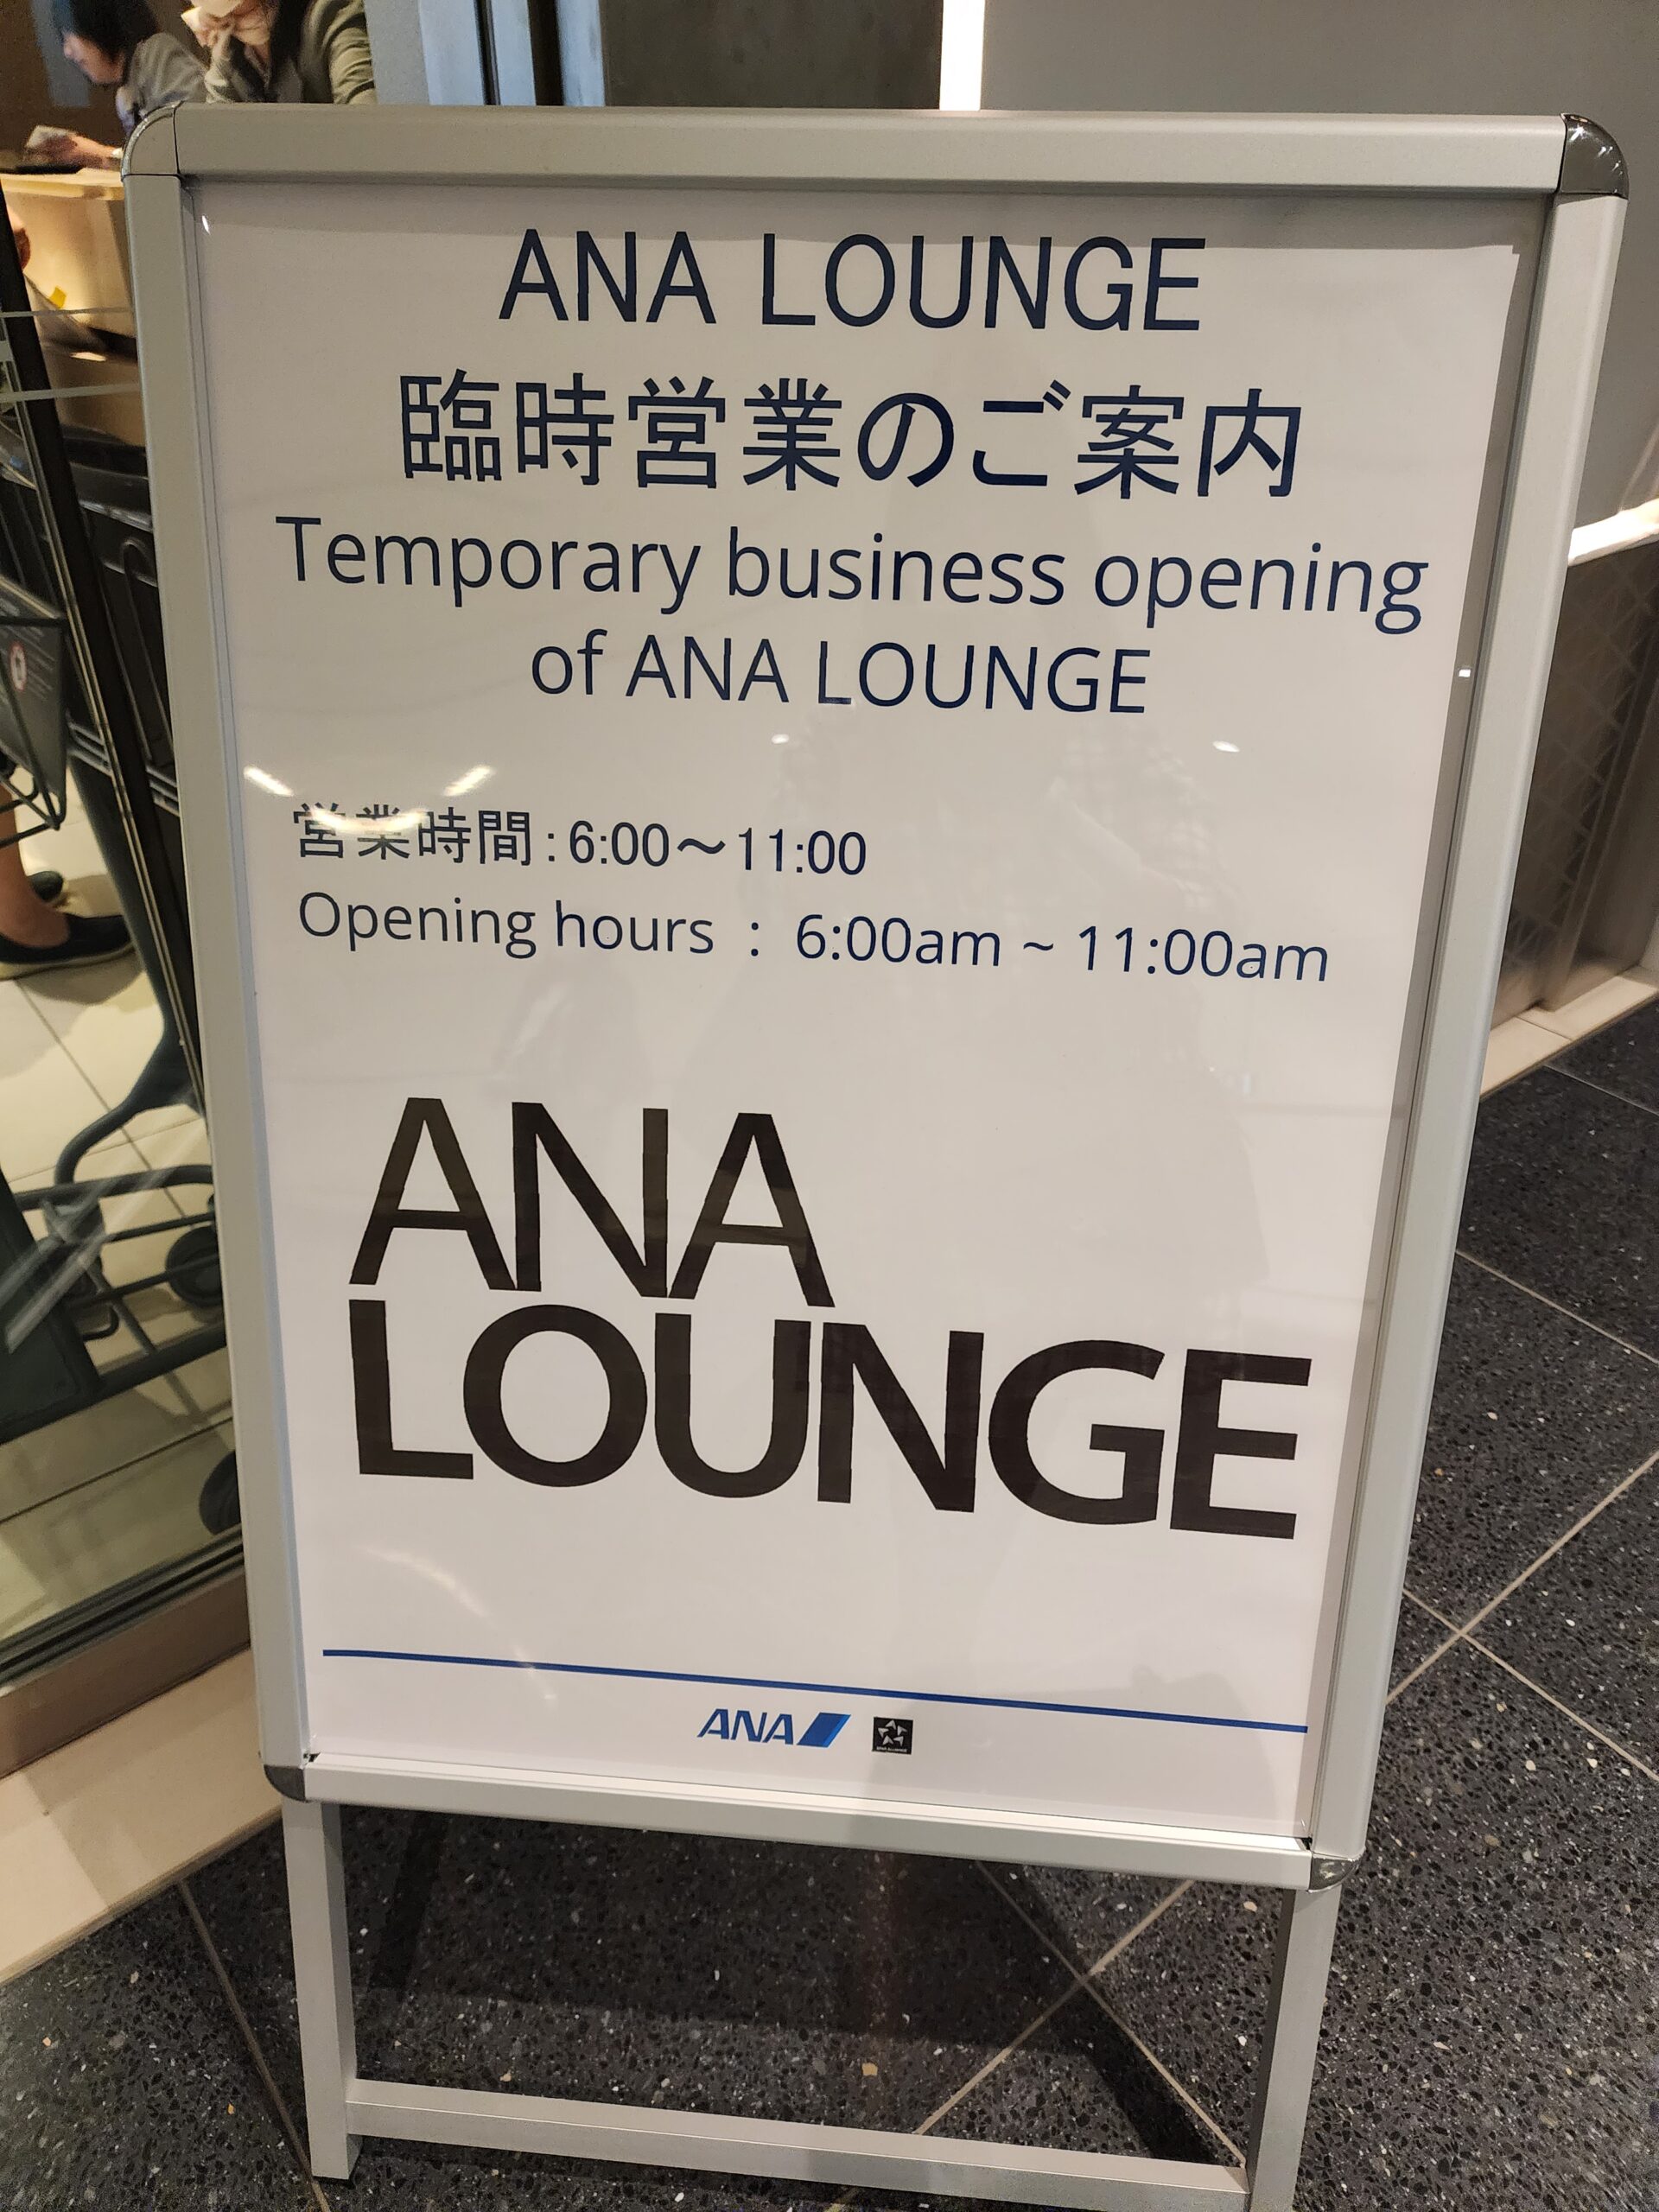 ANA LOUNGE
臨時営業のご案内
Temporary business opening
of ANA LOUNGE
営業時間:6:00～11:00
Opening hours : 6:00am ~ 11:00am
ANA
LOUNGE
ANA